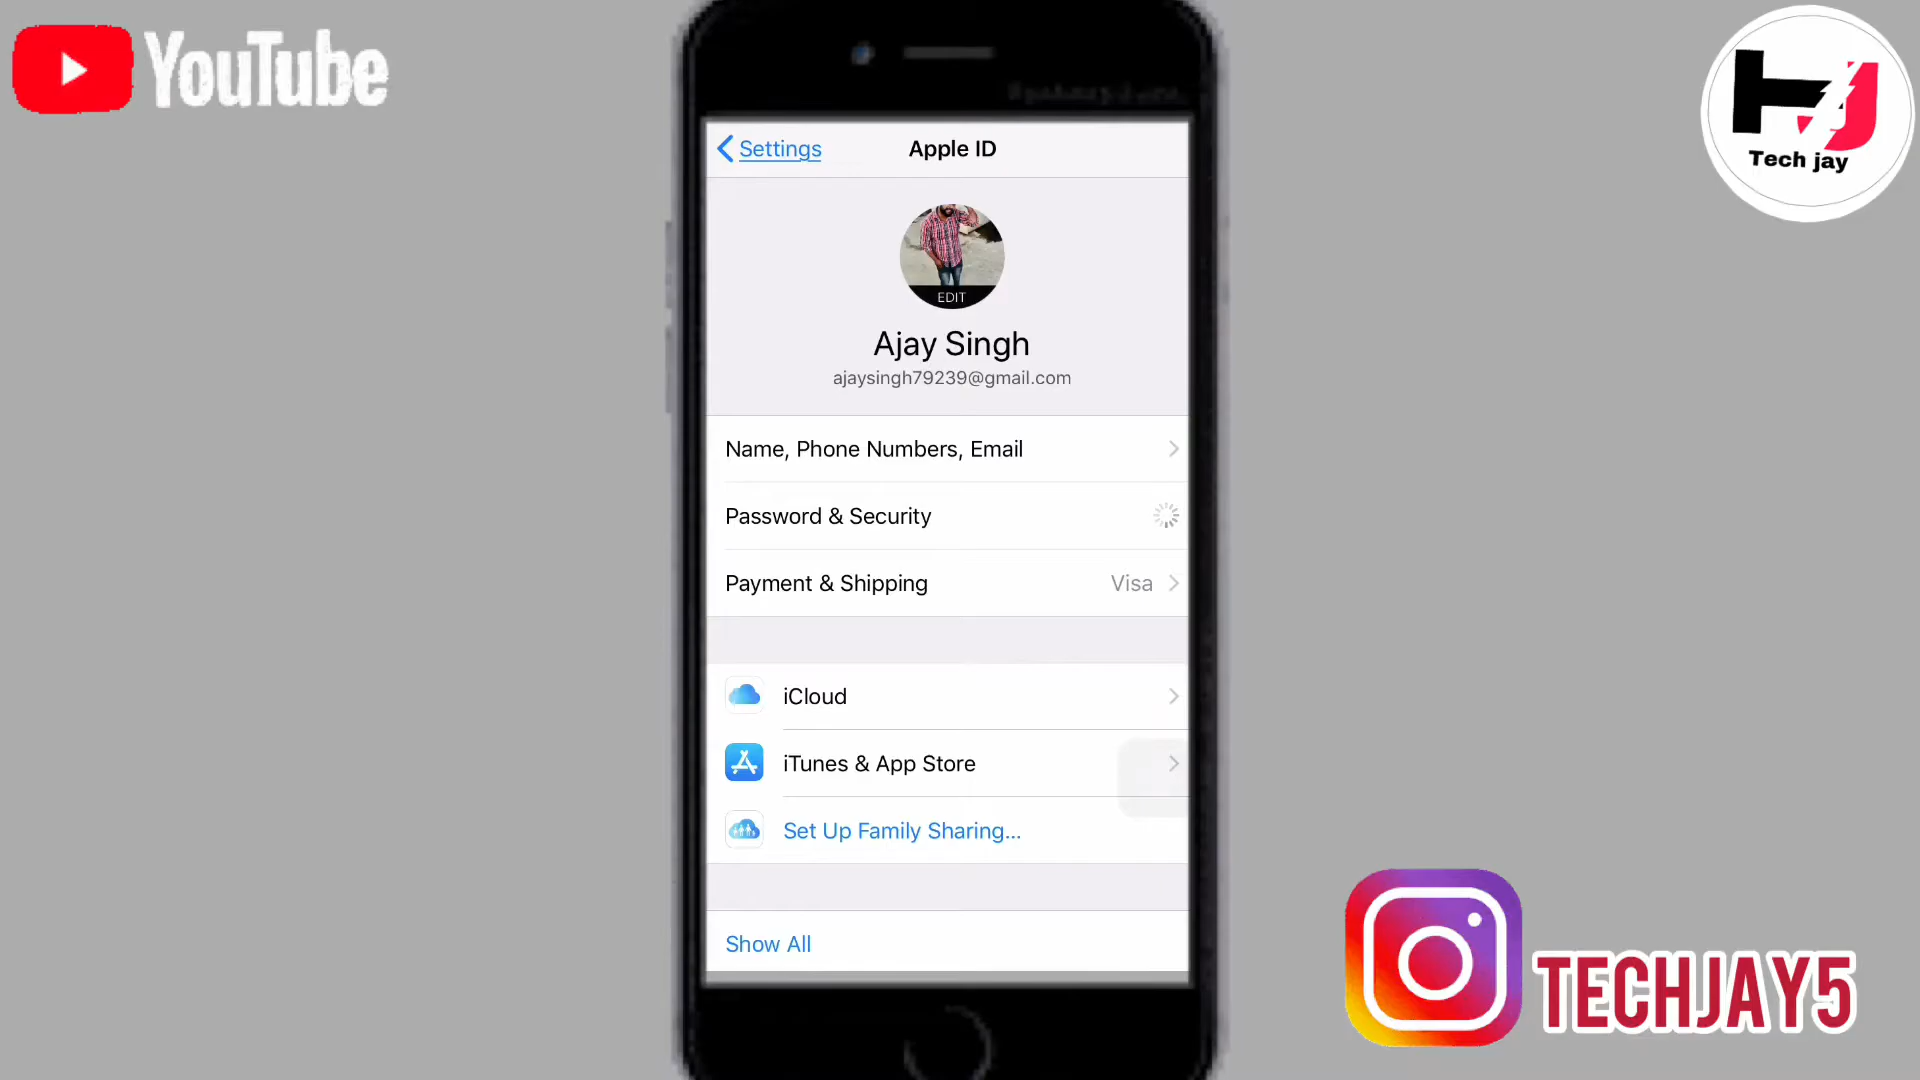 YouTube
Tech jay
Settings
Apple ID
EDIT
Ajay Singh
ajaysingh79239@gmail.com
Name, Phone Numbers, Email
Password & Security
Payment & Shipping Visa
iCloud
iTunes & App Store
Set Up Family Sharing...
Show All
TECHJAY5